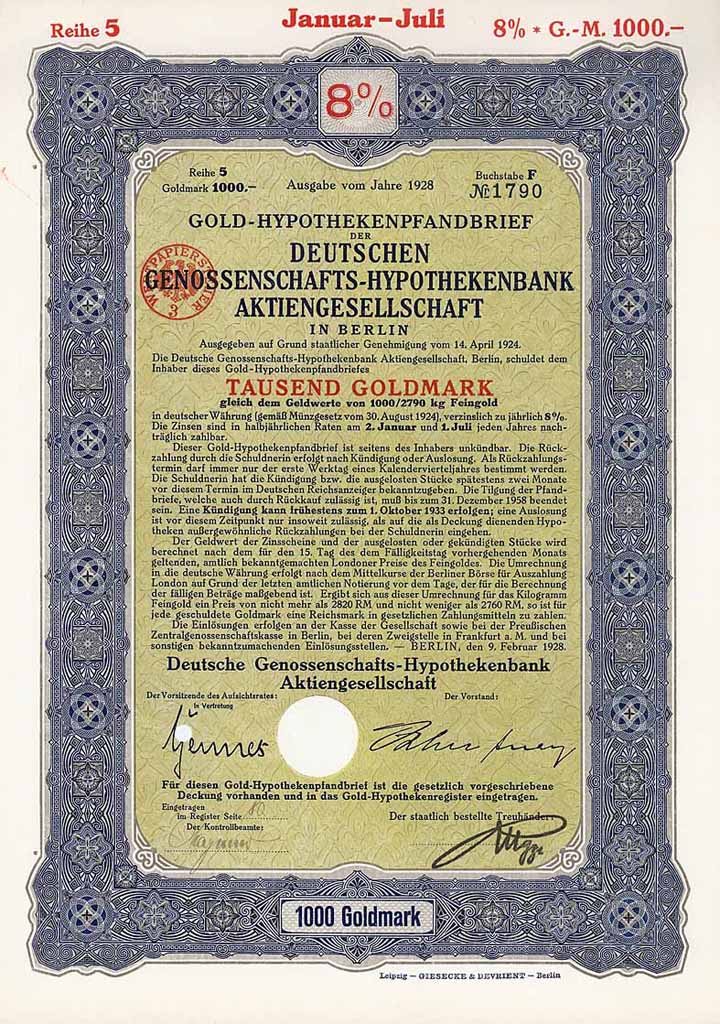 Januar-Juli
Reihe 5
8% * G.-M. 1000.-
8%
Reihe 5
Goldmark 1000.-
Ausgabe vom Jahre 1928
Buchstabe F
№ 1790
GOLD-HYPOTHEKENPFANDBRIEF
DER
DEUTSCHEN
GENOSSENSCHAFTS-HYPOTHEKENBANK
AKTIENGESELLSCHAFT
IN BERLIN
WERTPAPIERSTEUER
3
Ausgegeben auf Grund staatlicher Genehmigung vom 14. April 1924.
Die Deutsche Genossenschafts-Hypothekenbank Aktiengesellschaft, Berlin, schuldet dem
Inhaber dieses Gold-Hypothekenpfandbriefes
TAUSEND GOLDMARK
gleich dem Geldwerte von 1000/2790 kg Feingold
in deutscher Währung (gemäß Münzgesetz vom 30. August 1924), verzinslich zu jährlich 8%.
Die Zinsen sind in halbjährlichen Raten am 2. Januar und 1. Juli jeden Jahres nach-
träglich zahlbar.
Dieser Gold-Hypothekenpfandbrief ist seitens des Inhabers unkündbar. Die Rück-
zahlung durch die Schuldnerin erfolgt nach Kündigung oder Auslosung. Als Rückzahlungs-
termin darf immer nur der erste Werktag eines Kalendervierteljahres bestimmt werden.
Die Schuldnerin hat die Kündigung bzw. die ausgelosten Stücke spätestens zwei Monate
vor diesem Termin im Deutschen Reichsanzeiger bekanntzugeben. Die Tilgung der Pfand-
briefe, welche auch durch Rückkauf zulässig ist, muß bis zum 31. Dezember 1958 beendet
sein. Eine Kündigung kann frühestens zum 1. Oktober 1933 erfolgen; eine Auslosung
ist vor diesem Zeitpunkt nur insoweit zulässig, als auf die als Deckung dienenden Hypo-
theken außergewöhnliche Rückzahlungen bei der Schuldnerin eingehen.
Der Geldwert der Zinsscheine und der ausgelosten oder gekündigten Stücke wird
berechnet nach dem für den 15. Tag des dem Fälligkeitstag vorhergehenden Monats
geltenden, amtlich bekanntgemachten Londoner Preise des Feingoldes. Die Umrechnung
in die deutsche Währung erfolgt nach dem Mittelkurse der Berliner Börse für Auszahlung
London auf Grund der letzten amtlichen Notierung vor dem Tage, der für die Berechnung
der fälligen Beträge maßgebend ist. Ergibt sich aus dieser Umrechnung für das Kilogramm
Feingold ein Preis von nicht mehr als 2820 RM und nicht weniger als 2760 RM, so ist für
jede geschuldete Goldmark eine Reichsmark in gesetzlichen Zahlungsmitteln zu zahlen.
Die Einlösungen erfolgen an der Kasse der Gesellschaft sowie bei der Preußischen
Zentralgenossenschaftskasse in Berlin, bei deren Zweigstelle in Frankfurt a. M. und bei
sonstigen bekanntzumachenden Einlösungsstellen. — BERLIN, den 9. Februar 1928.
Deutsche Genossenschafts-Hypothekenbank
Aktiengesellschaft
Der Vorsitzende des Aufsichtsrates:
Der Vorstand:
In Vertretung
Für diesen Gold-Hypothekenpfandbrief ist die gesetzlich vorgeschriebene
Deckung vorhanden und in das Gold-Hypothekenregister eingetragen.
Eingetragen
im Register Seite
Der Kontrollbeamte:
Der staatlich bestellte Treuhänder
1000 Goldmark
Leipzig — GIESECKE & DEVRIENT — Berlin